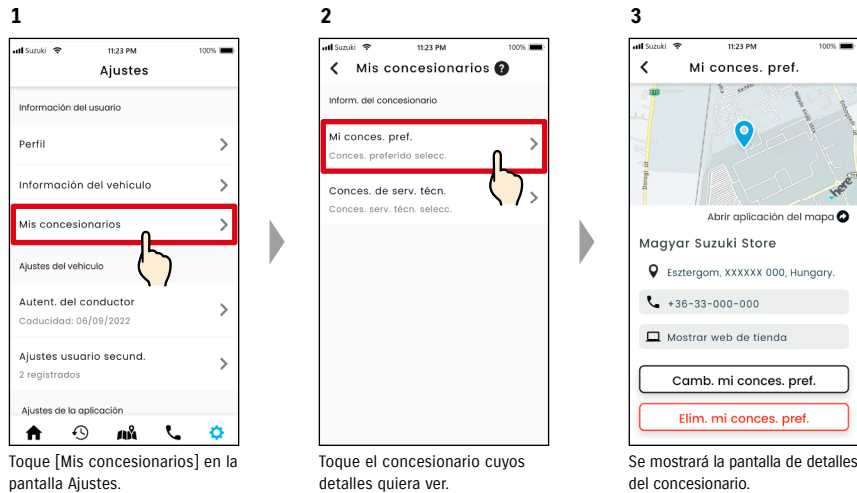 1
Suzuki 11:23 PM 100%
Ajustes
Información del usuario
Perfil
Información del vehículo
Mis concesionarios
Ajustes del vehículo
Autent. del conductor
Caducidad: 06/09/2022
Ajustes usuario secund.
2 registrados
Ajustes de la aplicación
Toque [Mis concesionarios] en la
pantalla Ajustes.
2
Suzuki 11:23 PM 100%
Mis concesionarios ?
Inform. del concesionario
Mi conces. pref.
Conces. preferido selecc.
Conces. de serv. técn.
Conces. serv. técn. selecc.
Toque el concesionario cuyos
detalles quiera ver.
3
Suzuki 11:23 PM 100%
Mi conces. pref.
Dorogi út
here
Abrir aplicación del mapa
Magyar Suzuki Store
Esztergom, XXXXXX 000, Hungary.
+36-33-000-000
Mostrar web de tienda
Camb. mi conces. pref.
Elim. mi conces. pref.
Se mostrará la pantalla de detalles
del concesionario.